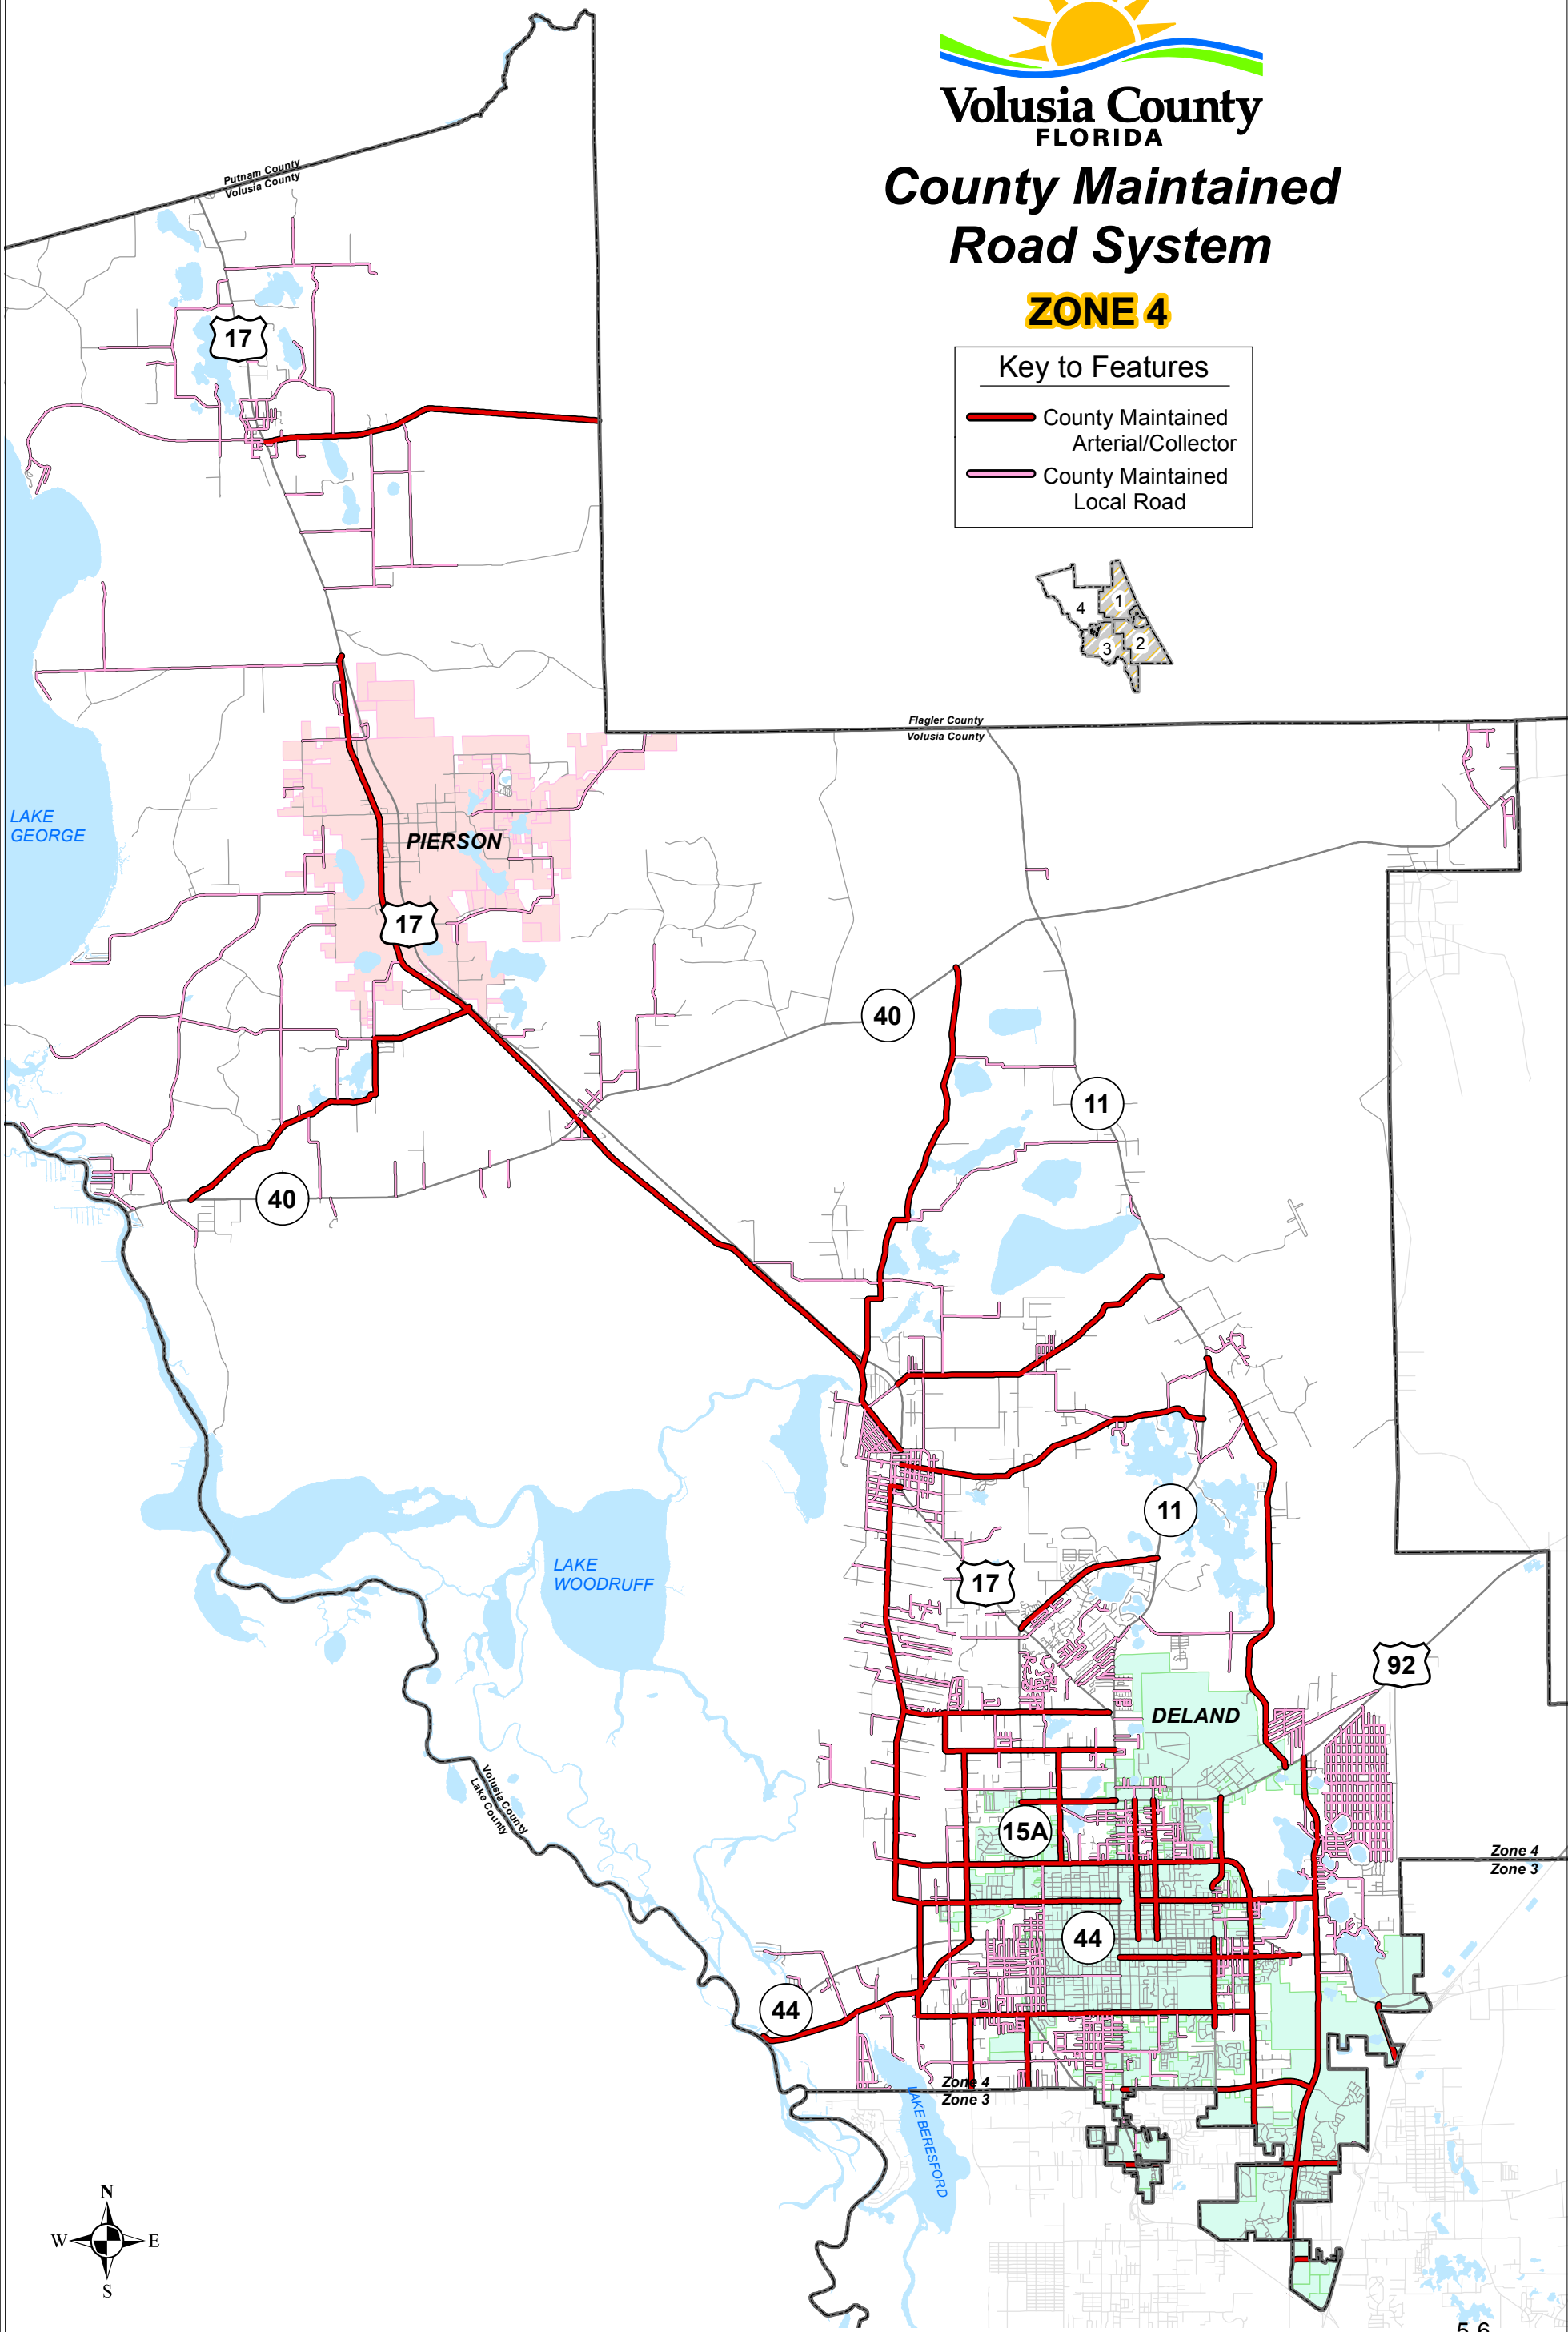 Volusia County
FLORIDA
County Maintained
Road System
ZONE 4
Key to Features
County Maintained
Arterial/Collector
County Maintained
Local Road
1
4
2
3
Putnam County
Volusia County
17
Flagler County
Volusia County
LAKE
GEORGE
PIERSON
17
40
11
40
11
LAKE
WOODRUFF
17
92
DELAND
Volusia County
Lake County
15A
Zone 4
Zone 3
44
44
Zone 4
Zone 3
LAKE BERESFORD
N
W
E
S